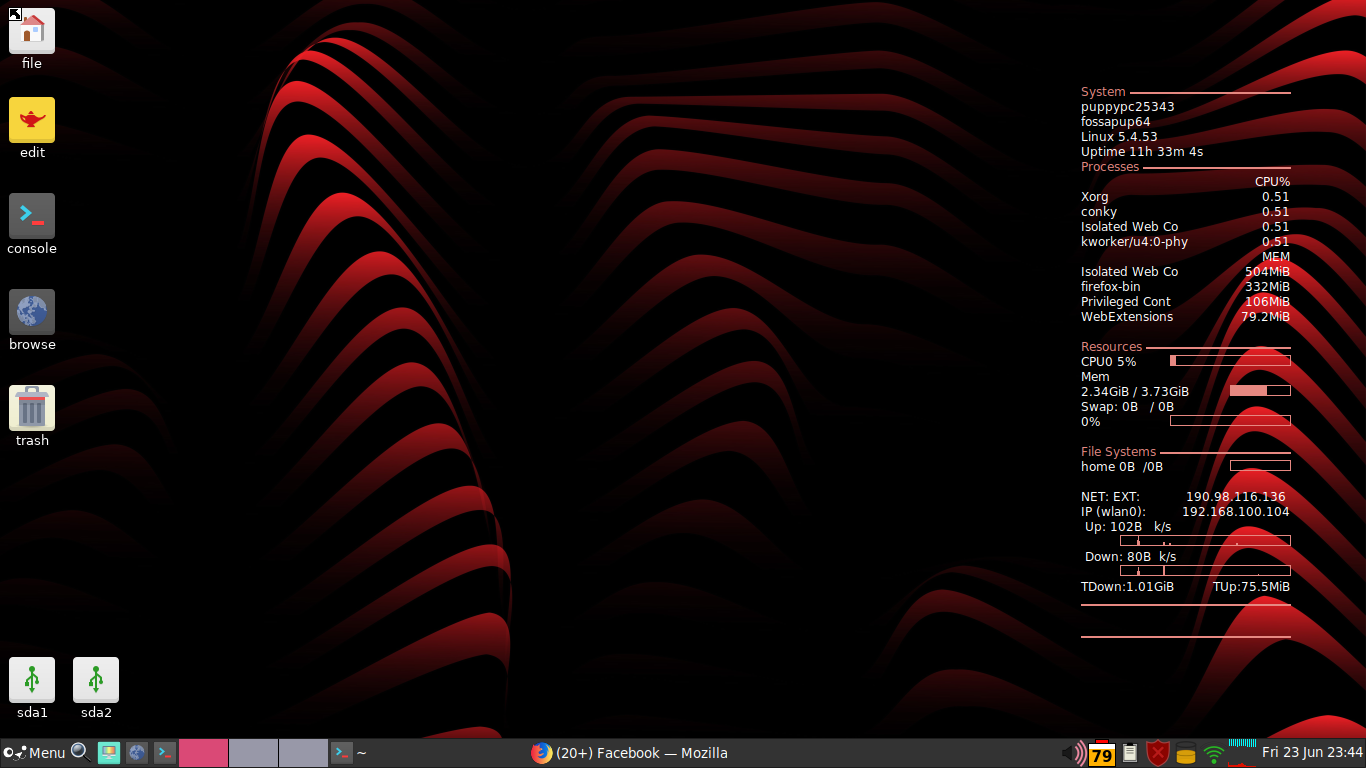 file
edit
console
browse
trash
sda1
sda2
System
puppypc25343
fossapup64
Linux 5.4.53
Uptime 11h 33m 4s
Processes
CPU%
Xorg 0.51
conky 0.51
Isolated Web Co 0.51
kworker/u4:0-phy 0.51
MEM
Isolated Web Co 504MiB
firefox-bin 332MiB
Privileged Cont 106MiB
WebExtensions 79.2MiB
Resources
CPU0 5%
Mem
2.34GiB / 3.73GiB
Swap: 0B / 0B
0%
File Systems
home 0B /0B
NET: EXT: 190.98.116.136
IP (wlan0): 192.168.100.104
Up: 102B k/s
Down: 80B k/s
TDown:1.01GiB TUp:75.5MiB
Menu ~ (20+) Facebook — Mozilla 79 Fri 23 Jun 23:44